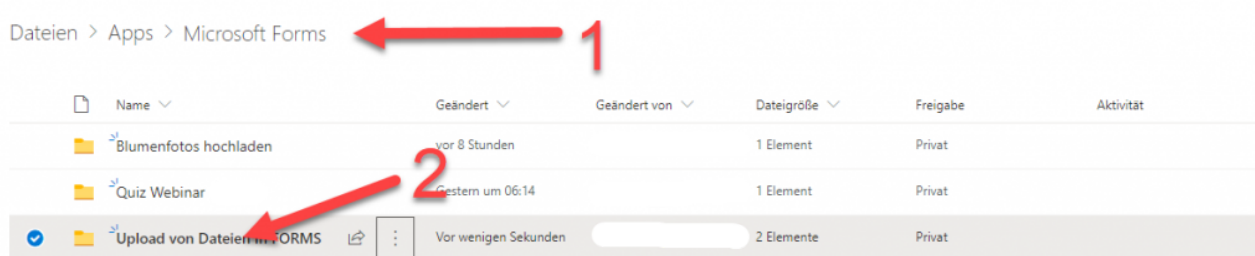 Dateien > Apps > Microsoft Forms 1
Name Geändert Geändert von Dateigröße Freigabe Aktivität
Blumenfotos hochladen vor 8 Stunden 1 Element Privat
2
Quiz Webinar Gestern um 06:14 1 Element Privat
Upload von Dateien in FORMS Vor wenigen Sekunden 2 Elemente Privat